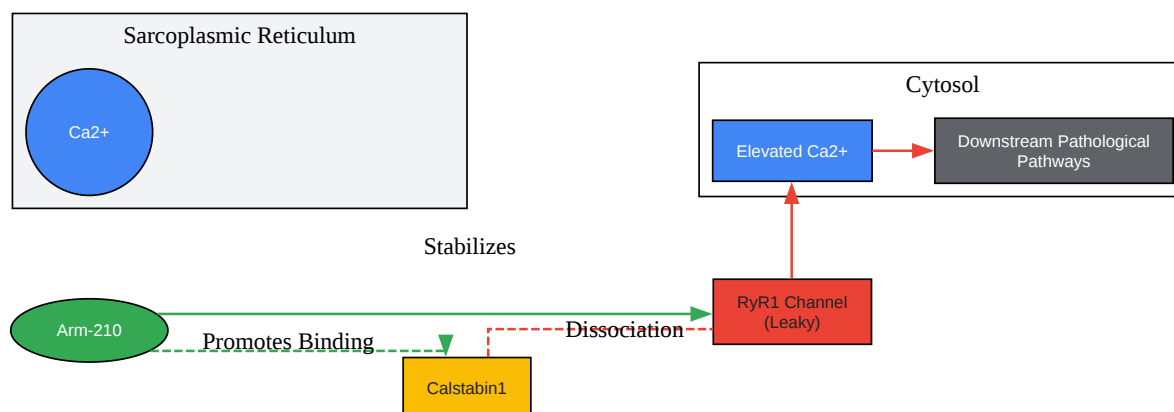 Sarcoplasmic Reticulum
Ca2+
Cytosol
Elevated Ca2+
Downstream Pathological
Pathways
Stabilizes
Arm-210
Promotes Binding
Dissociation
RyR1 Channel
(Leaky)
Calstabin1